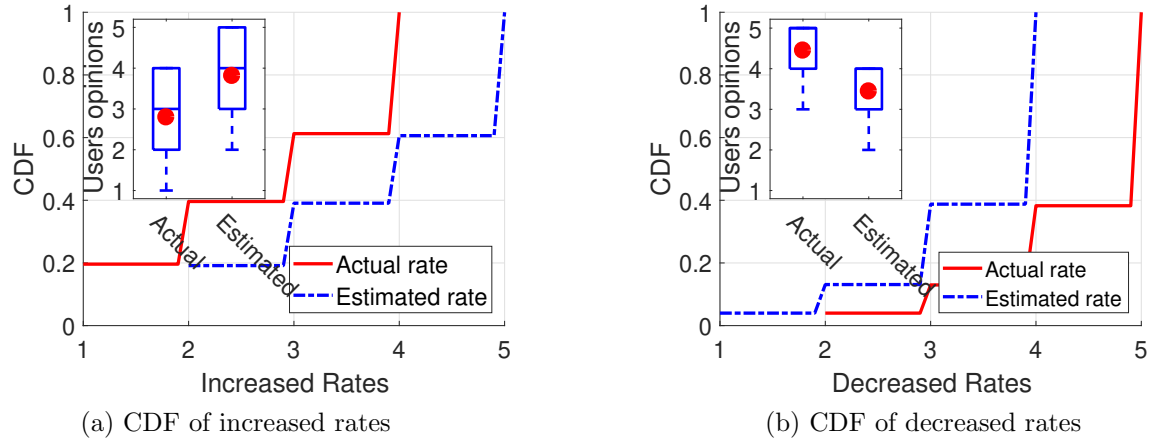 CDF
1
0.8
0.6
0.4
0.2
0
1
2
3
4
5
Increased Rates
Users opinions
5
4
3
2
1
Actual
Estimated
Actual rate
Estimated rate
(a) CDF of increased rates
CDF
1
0.8
0.6
0.4
0.2
0
1
2
3
4
5
Decreased Rates
Users opinions
5
4
3
2
1
Actual
Estimated
Actual rate
Estimated rate
(b) CDF of decreased rates